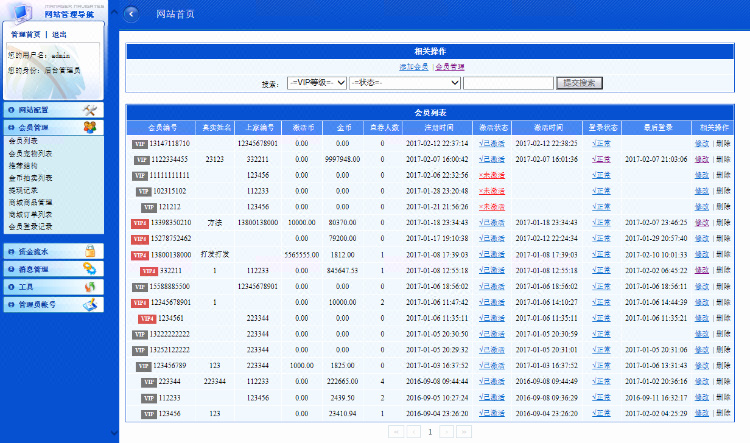 网站管理导航
管理首页 | 退出
您的用户名：admin
您的身份：后台管理员
网站配置
会员管理
会员列表
会员宠物列表
推荐结构
金币拍卖列表
提现记录
商城商品管理
商城订单列表
会员登录记录
资金流水
消息管理
工具
管理员账号
网站首页
相关操作
添加会员 | 会员管理
搜索： -=VIP等级=- -=状态=- 提交搜索
会员列表
会员编号 真实姓名 上家编号 激活币 金币 直荐人数 注册时间 激活状态 激活时间 登录状态 最后登录 相关操作
VIP 13147118710 12345678901 0.00 0.00 0 2017-02-12 22:37:14 √已激活 2017-02-12 22:38:25 √正常 修改 | 删除
VIP 1122334455 23123 332211 0.00 9997948.00 0 2017-02-07 16:00:42 √已激活 2017-02-07 16:01:36 √正常 2017-02-07 21:03:06 修改 | 删除
VIP 11111111111 123456 0.00 0.00 0 2017-02-06 22:32:56 ×未激活 √正常 修改 | 删除
VIP 102315102 112233 0.00 0.00 0 2017-01-28 23:20:48 ×未激活 √正常 修改 | 删除
VIP 121212 123456 0.00 0.00 0 2017-01-21 21:56:26 ×未激活 √正常 修改 | 删除
VIP4 13398350210 方法 13800138000 10000.00 80370.00 0 2017-01-18 23:34:43 √已激活 2017-01-18 23:34:43 √正常 2017-02-07 23:46:25 修改 | 删除
VIP4 15278752462 0.00 79200.00 0 2017-01-17 19:10:38 √已激活 2017-02-12 22:24:34 √正常 2017-01-29 20:57:40 修改 | 删除
VIP4 13800138000 打发打发 5565555.00 1812.00 1 2017-01-08 17:39:03 √已激活 2017-01-08 17:39:03 √正常 2017-02-10 10:01:33 修改 | 删除
VIP4 332211 1 112233 0.00 845647.53 1 2017-01-08 12:55:18 √已激活 2017-01-08 12:55:18 √正常 2017-02-02 06:45:22 修改 | 删除
VIP 15588885500 12345678901 0.00 0.00 0 2017-01-06 18:56:02 √已激活 2017-01-06 18:56:02 √正常 2017-01-06 18:56:11 修改 | 删除
VIP4 12345678901 1 0.00 10000.00 2 2017-01-06 11:47:42 √已激活 2017-01-06 14:10:27 √正常 2017-01-06 14:44:39 修改 | 删除
VIP4 1234561 223344 0.00 0.00 0 2017-01-06 11:35:11 √已激活 2017-01-06 11:35:11 √正常 2017-01-06 11:35:21 修改 | 删除
VIP 13222222222 223344 0.00 0.00 0 2017-01-05 20:30:50 √已激活 2017-01-05 20:30:59 √正常 修改 | 删除
VIP 13252122222 223344 0.00 0.00 0 2017-01-05 20:29:32 √已激活 2017-01-05 20:31:01 √正常 2017-01-05 20:31:06 修改 | 删除
VIP 123456789 123 223344 1000.00 1825.00 0 2017-01-03 16:37:52 √已激活 2017-01-03 16:37:52 √正常 2017-01-06 13:31:43 修改 | 删除
VIP 223344 223344 112233 0.00 222665.00 4 2016-09-08 09:44:44 √已激活 2016-09-08 09:44:49 √正常 2017-01-02 20:36:16 修改 | 删除
VIP 112233 123456 0.00 2439.50 2 2016-09-05 10:27:24 √已激活 2016-09-08 09:36:29 √正常 2016-09-11 16:32:17 修改 | 删除
VIP 123456 123 0.00 23410.94 1 2016-09-04 23:26:20 √已激活 2016-09-04 23:26:20 √正常 2017-02-02 04:25:29 修改 | 删除
« ‹ 1 › »